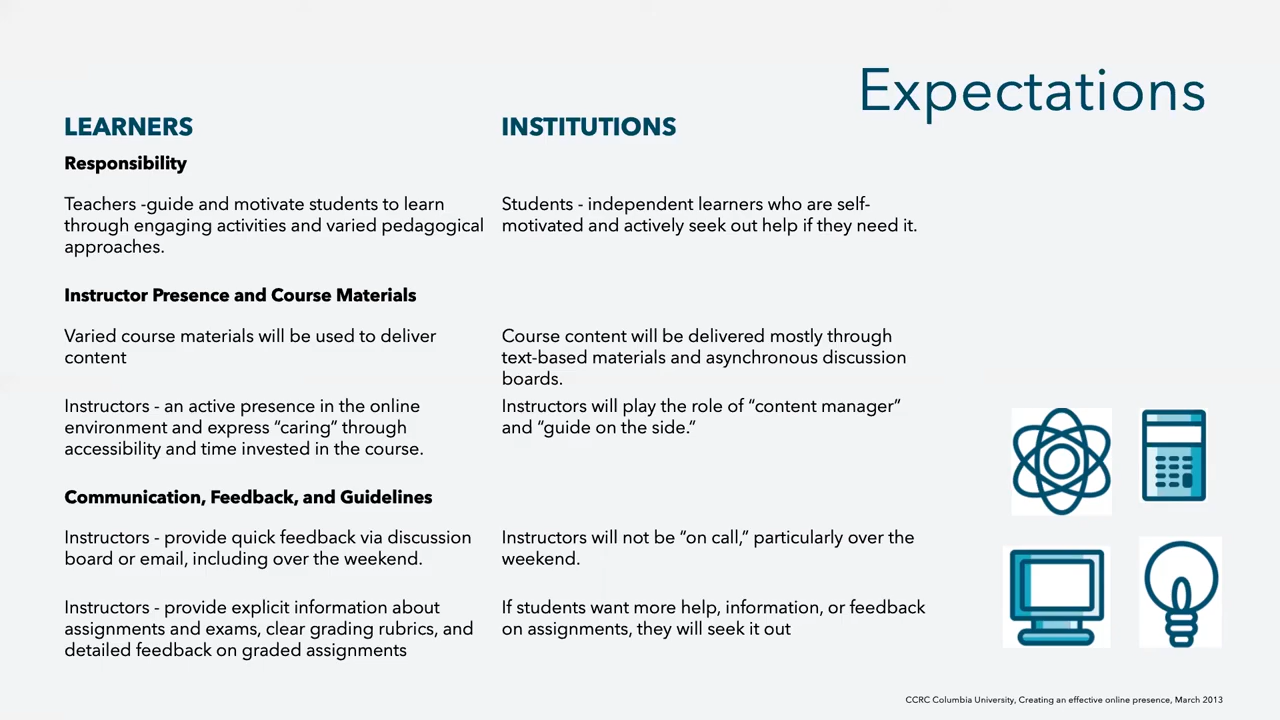 Expectations
LEARNERS
INSTITUTIONS
Responsibility
Teachers -guide and motivate students to learn
through engaging activities and varied pedagogical
approaches.
Students - independent learners who are self-
motivated and actively seek out help if they need it.
Instructor Presence and Course Materials
Varied course materials will be used to deliver
content
Course content will be delivered mostly through
text-based materials and asynchronous discussion
boards.
Instructors - an active presence in the online
environment and express “caring” through
accessibility and time invested in the course.
Instructors will play the role of “content manager”
and “guide on the side.”
Communication, Feedback, and Guidelines
Instructors - provide quick feedback via discussion
board or email, including over the weekend.
Instructors will not be “on call,” particularly over the
weekend.
Instructors - provide explicit information about
assignments and exams, clear grading rubrics, and
detailed feedback on graded assignments
If students want more help, information, or feedback
on assignments, they will seek it out
CCRC Columbia University, Creating an effective online presence, March 2013